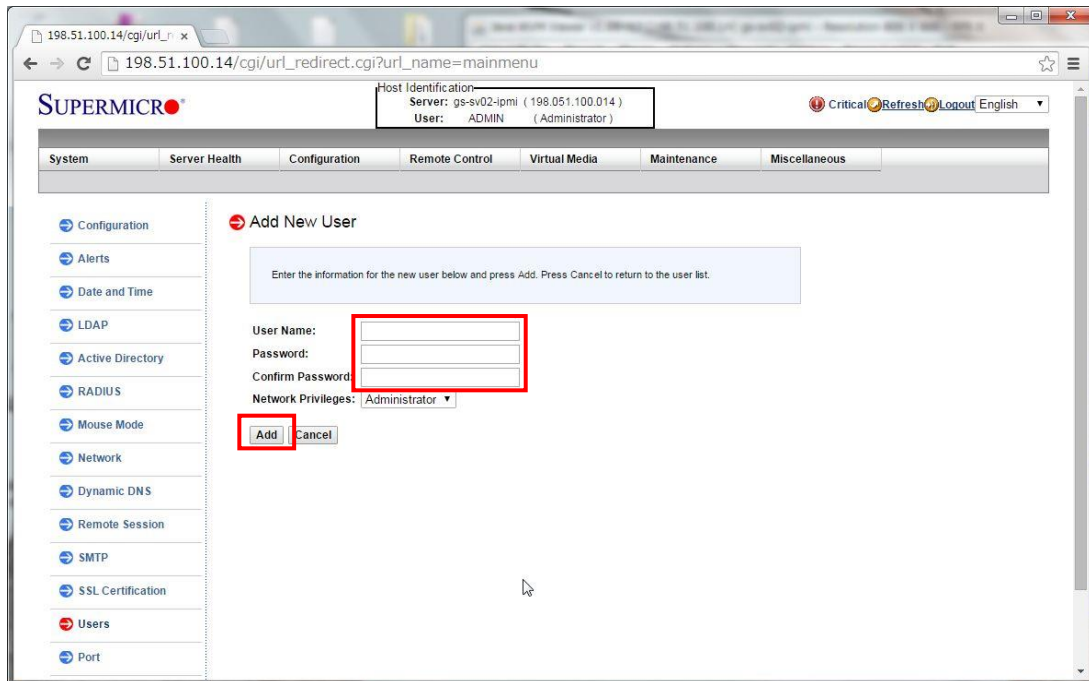 198.51.100.14/cgi/url_r
198.51.100.14/cgi/url_redirect.cgi?url_name=mainmenu
SUPERMICRO
Host Identification
Server: gs-sv02-ipmi ( 198.051.100.014 )
User: ADMIN ( Administrator )
Critical Refresh Logout English
System Server Health Configuration Remote Control Virtual Media Maintenance Miscellaneous
Configuration
Alerts
Date and Time
LDAP
Active Directory
RADIUS
Mouse Mode
Network
Dynamic DNS
Remote Session
SMTP
SSL Certification
Users
Port
Add New User
Enter the information for the new user below and press Add. Press Cancel to return to the user list.
User Name:
Password:
Confirm Password:
Network Privileges: Administrator
Add Cancel